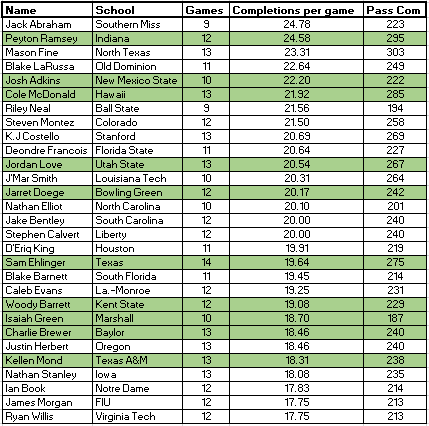 Name School Games Completions per game Pass Com
Jack Abraham Southern Miss 9 24.78 223
Peyton Ramsey Indiana 12 24.58 295
Mason Fine North Texas 13 23.31 303
Blake LaRussa Old Dominion 11 22.64 249
Josh Adkins New Mexico State 10 22.20 222
Cole McDonald Hawaii 13 21.92 285
Riley Neal Ball State 9 21.56 194
Steven Montez Colorado 12 21.50 258
K.J Costello Stanford 13 20.69 269
Deondre Francois Florida State 11 20.64 227
Jordan Love Utah State 13 20.54 267
J'Mar Smith Louisiana Tech 13 20.31 264
Jarret Doege Bowling Green 12 20.17 242
Nathan Elliot North Carolina 10 20.10 201
Jake Bentley South Carolina 12 20.00 240
Stephen Calvert Liberty 12 20.00 240
D'Eriq King Houston 11 19.91 219
Sam Ehlinger Texas 14 19.64 275
Blake Barnett South Florida 11 19.45 214
Caleb Evans La.-Monroe 12 19.25 231
Woody Barrett Kent State 12 19.08 229
Isaiah Green Marshall 10 18.70 187
Charlie Brewer Baylor 13 18.46 240
Justin Herbert Oregon 13 18.46 240
Kellen Mond Texas A&M 13 18.31 238
Nathan Stanley Iowa 13 18.08 235
Ian Book Notre Dame 12 17.83 214
James Morgan FIU 12 17.75 213
Ryan Willis Virginia Tech 12 17.75 213